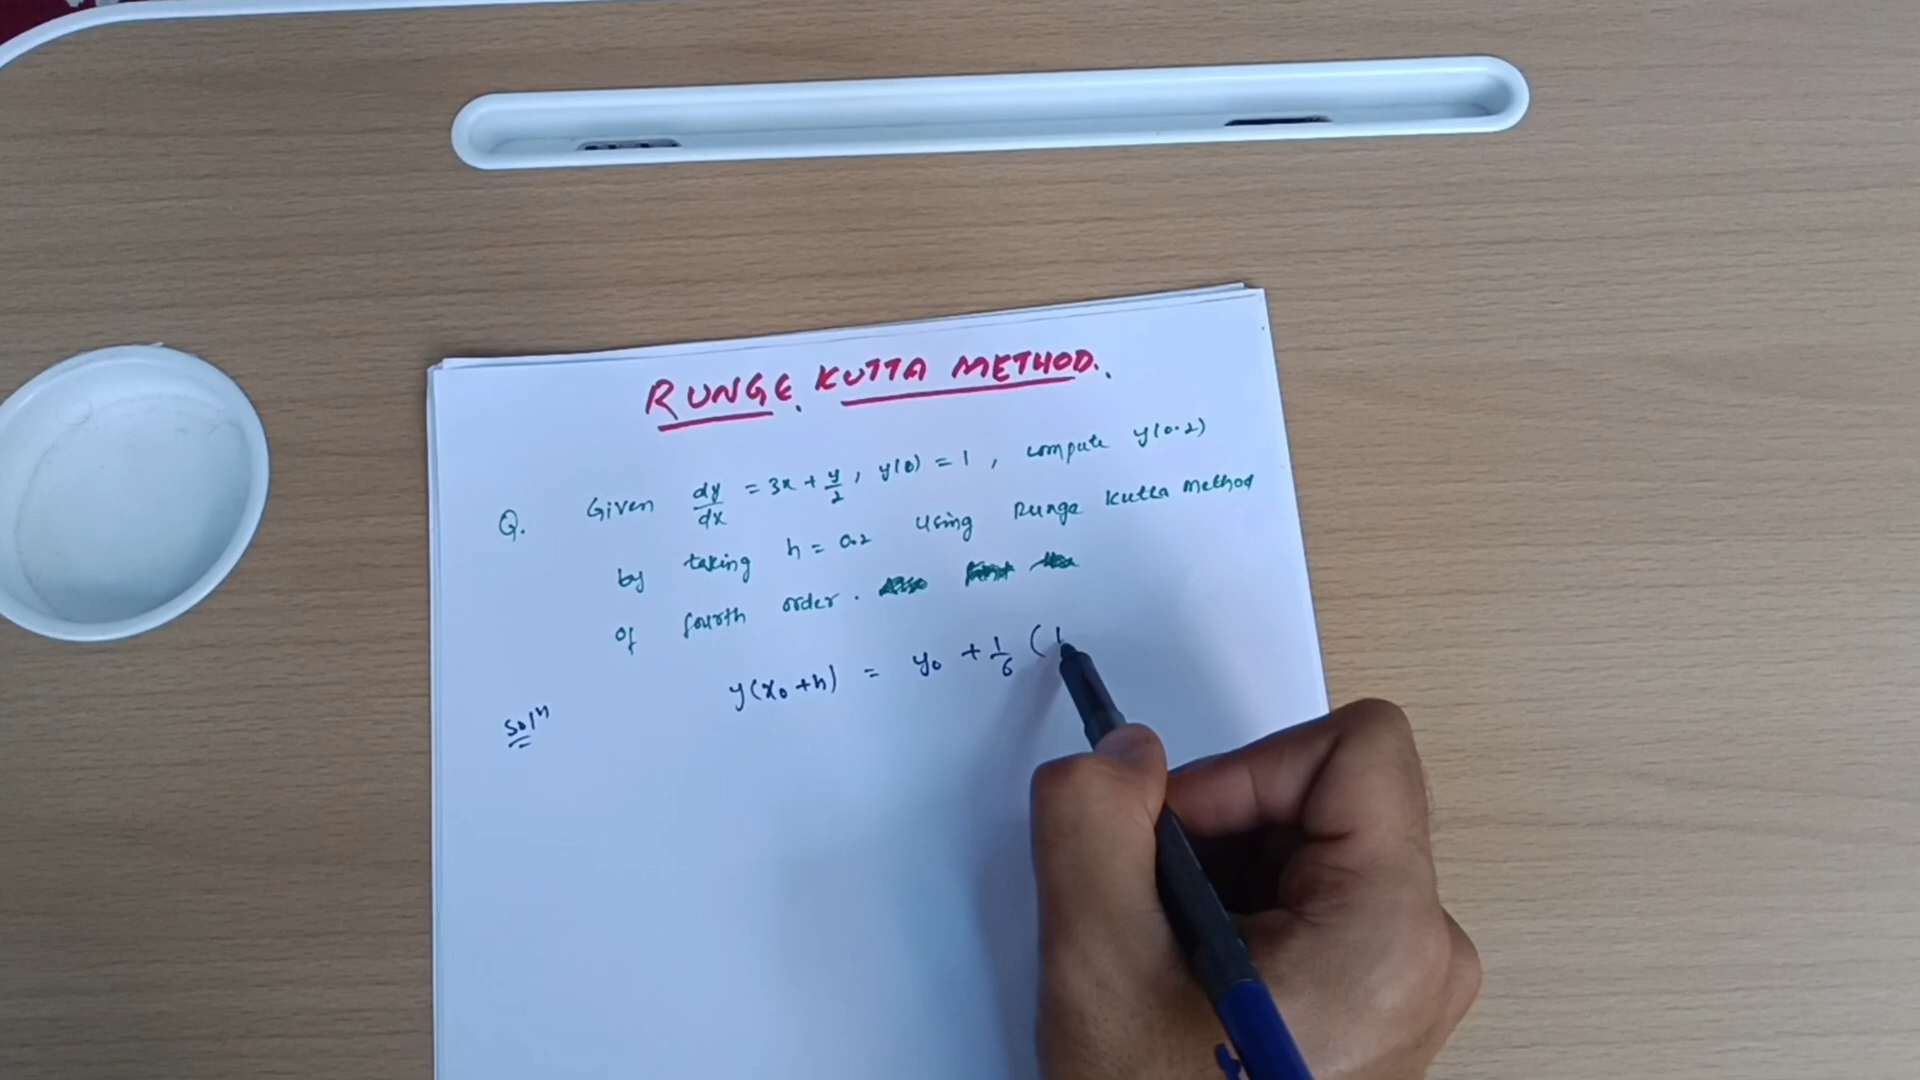 RUNGE KUTTA METHOD.
Q. Given dy/dx = 3x + y/2, y(0) = 1, compute y(0.2)
by taking h = 0.2 using Runge Kutta Method
of fourth order.
Solⁿ y(x₀+h) = y₀ + 1/6 (